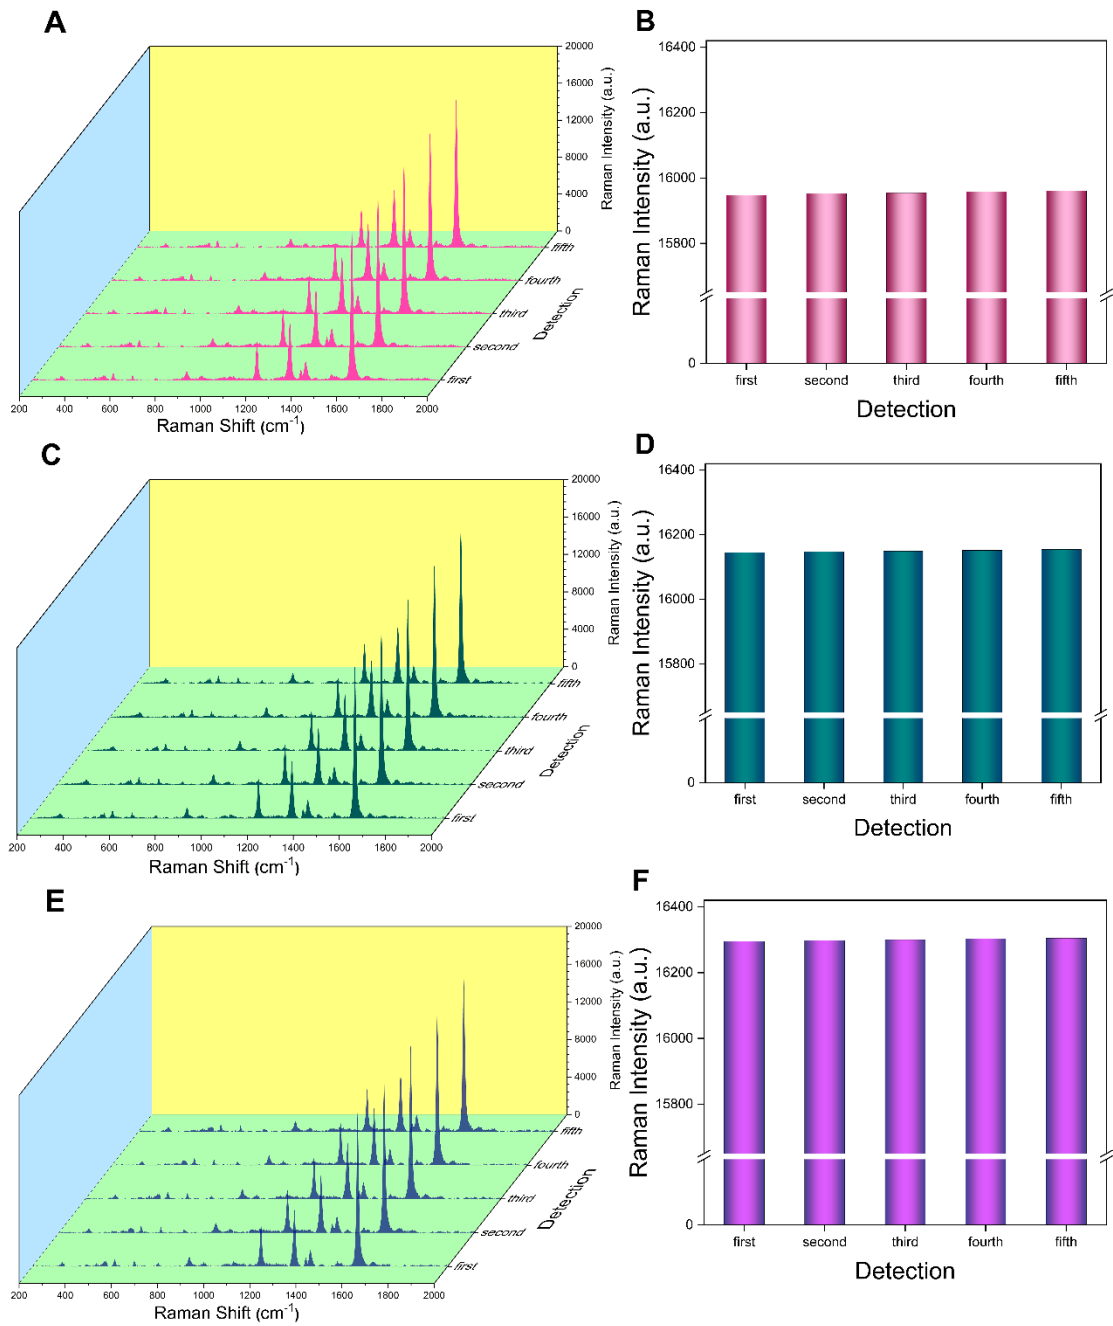 A
20000
16000
12000
8000
4000
0
Raman Intensity (a.u.)
fifth
fourth
third
second
first
Detection
200 400 600 800 1000 1200 1400 1600 1800 2000
Raman Shift (cm⁻¹)
B
16400
16200
16000
15800
0
Raman Intensity (a.u.)
first second third fourth fifth
Detection
C
20000
16000
12000
8000
4000
0
Raman Intensity (a.u.)
fifth
fourth
third
second
first
Detection
200 400 600 800 1000 1200 1400 1600 1800 2000
Raman Shift (cm⁻¹)
D
16400
16200
16000
15800
0
Raman Intensity (a.u.)
first second third fourth fifth
Detection
E
20000
16000
12000
8000
4000
0
Raman Intensity (a.u.)
fifth
fourth
third
second
first
Detection
200 400 600 800 1000 1200 1400 1600 1800 2000
Raman Shift (cm⁻¹)
F
16400
16200
16000
15800
0
Raman Intensity (a.u.)
first second third fourth fifth
Detection